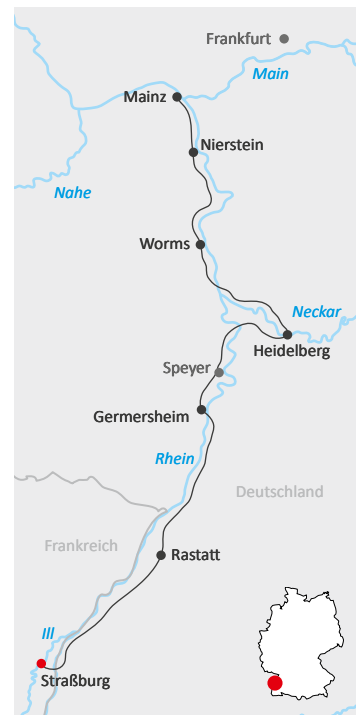 Frankfurt
Main
Mainz
Nierstein
Nahe
Worms
Neckar
Heidelberg
Speyer
Germersheim
Rhein
Deutschland
Frankreich
Rastatt
Ill
Straßburg